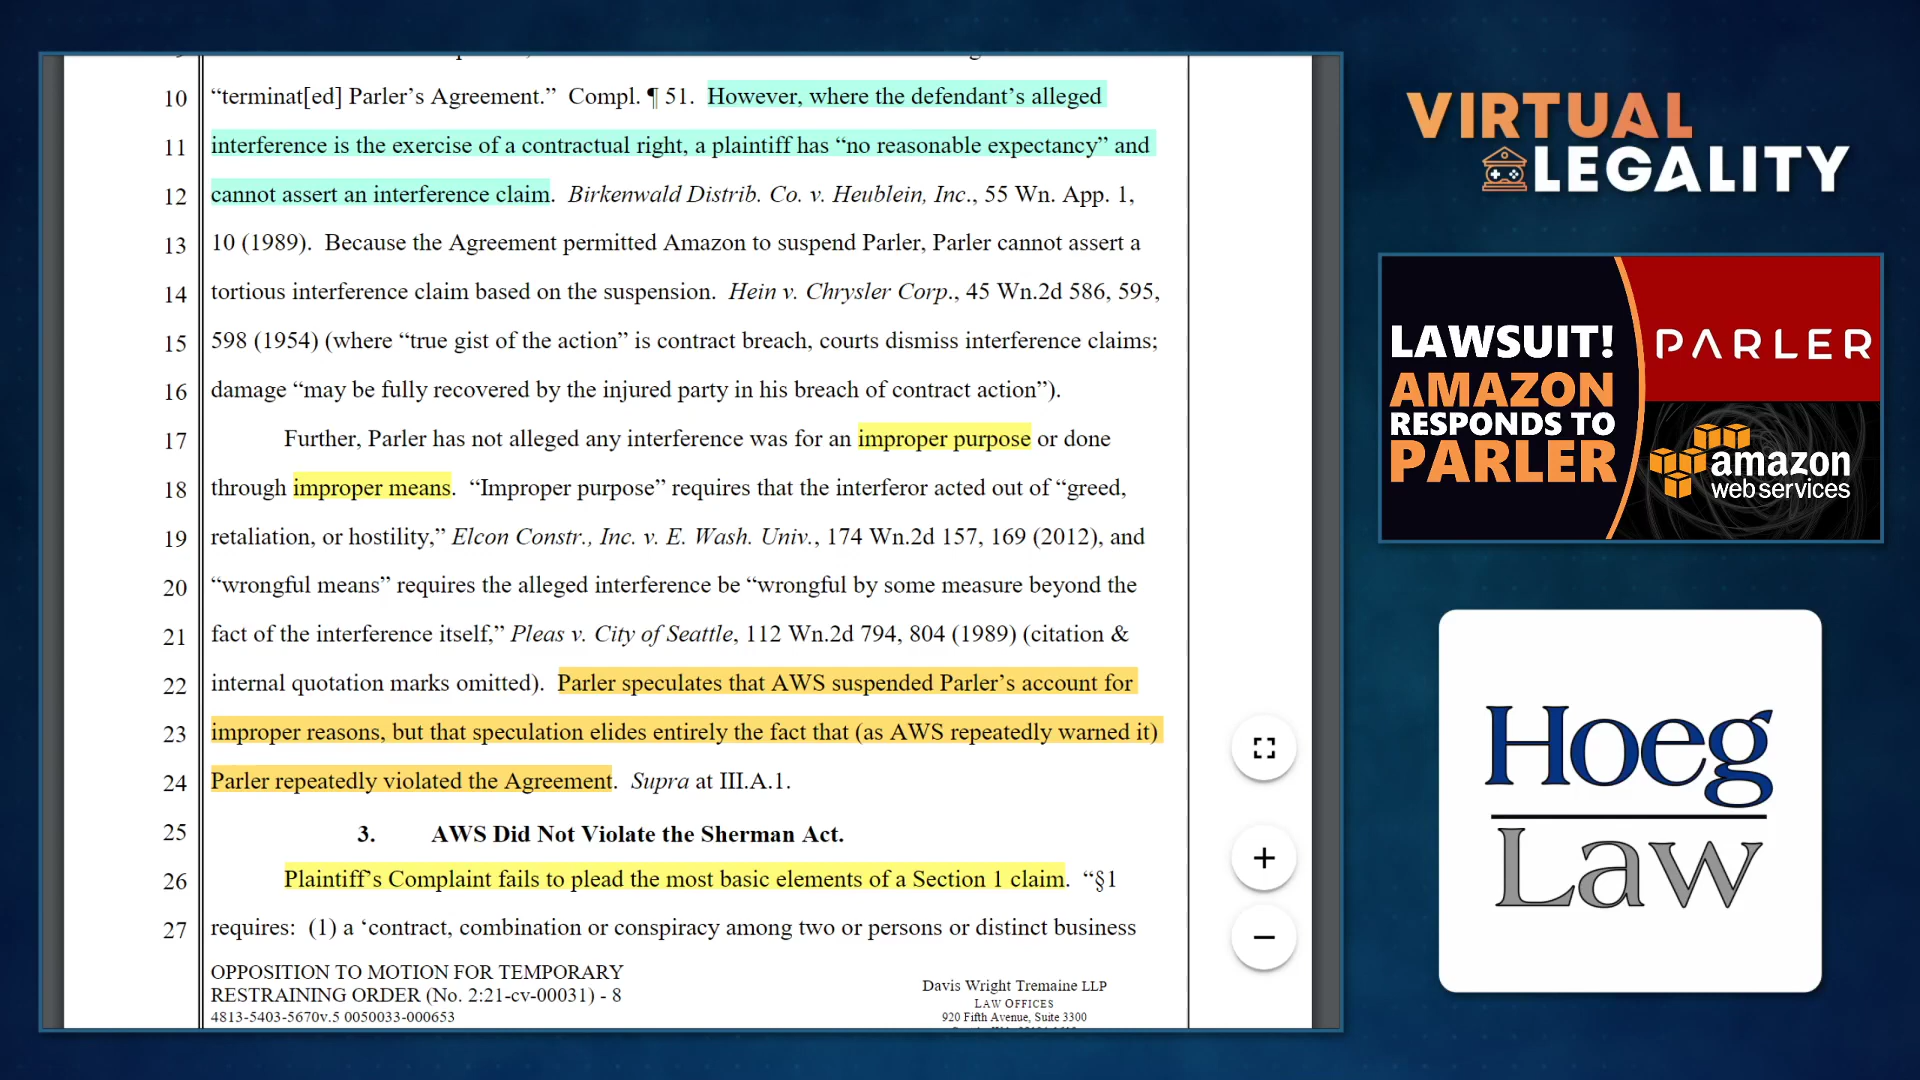 10 “terminat[ed] Parler’s Agreement.” Compl. ¶ 51. However, where the defendant’s alleged
11 interference is the exercise of a contractual right, a plaintiff has “no reasonable expectancy” and
12 cannot assert an interference claim. Birkenwald Distrib. Co. v. Heublein, Inc., 55 Wn. App. 1,
13 10 (1989). Because the Agreement permitted Amazon to suspend Parler, Parler cannot assert a
14 tortious interference claim based on the suspension. Hein v. Chrysler Corp., 45 Wn.2d 586, 595,
15 598 (1954) (where “true gist of the action” is contract breach, courts dismiss interference claims;
16 damage “may be fully recovered by the injured party in his breach of contract action”).
17 Further, Parler has not alleged any interference was for an improper purpose or done
18 through improper means. “Improper purpose” requires that the interferor acted out of “greed,
19 retaliation, or hostility,” Elcon Constr., Inc. v. E. Wash. Univ., 174 Wn.2d 157, 169 (2012), and
20 “wrongful means” requires the alleged interference be “wrongful by some measure beyond the
21 fact of the interference itself,” Pleas v. City of Seattle, 112 Wn.2d 794, 804 (1989) (citation &
22 internal quotation marks omitted). Parler speculates that AWS suspended Parler’s account for
23 improper reasons, but that speculation elides entirely the fact that (as AWS repeatedly warned it)
24 Parler repeatedly violated the Agreement. Supra at III.A.1.
25 3. AWS Did Not Violate the Sherman Act.
26 Plaintiff’s Complaint fails to plead the most basic elements of a Section 1 claim. “§1
27 requires: (1) a ‘contract, combination or conspiracy among two or persons or distinct business
OPPOSITION TO MOTION FOR TEMPORARY
RESTRAINING ORDER (No. 2:21-cv-00031) - 8
4813-5403-5670v.5 0050033-000653
Davis Wright Tremaine LLP
LAW OFFICES
920 Fifth Avenue, Suite 3300
VIRTUAL
LEGALITY
LAWSUIT!
AMAZON
RESPONDS TO
PARLER
PARLER
amazon
web services
Hoeg
Law